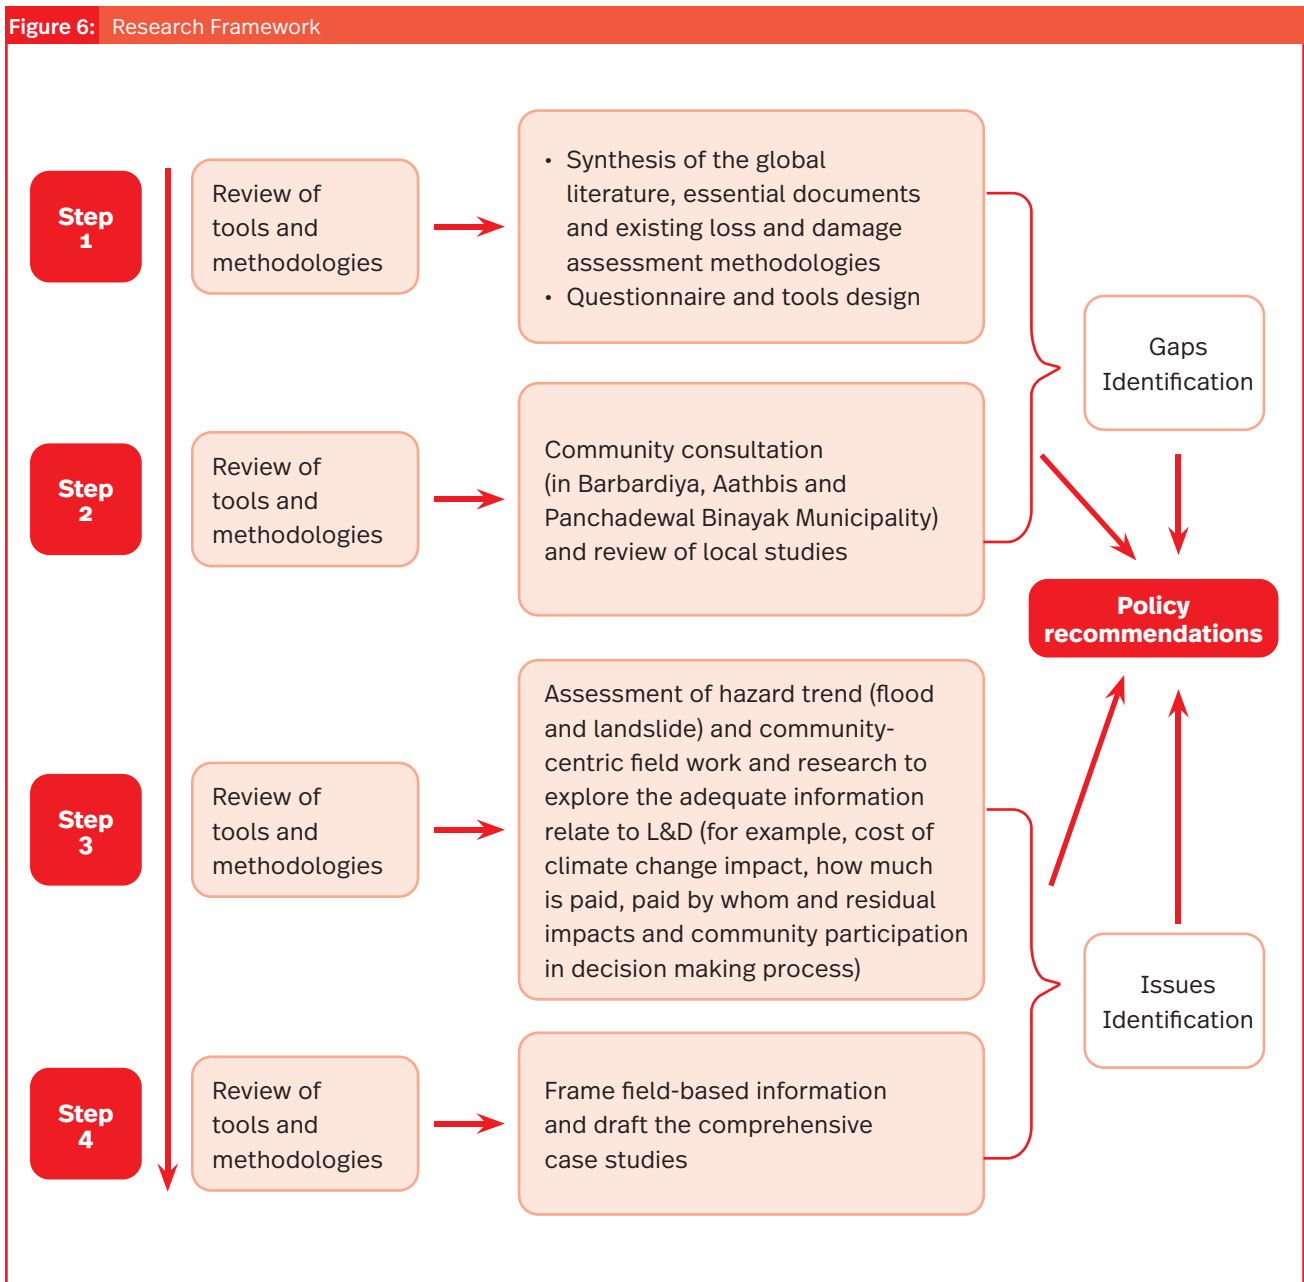 Figure 6: Research Framework
Step
1
Review of
tools and
methodologies
• Synthesis of the global
literature, essential documents
and existing loss and damage
assessment methodologies
• Questionnaire and tools design
Gaps
Identification
Step
2
Review of
tools and
methodologies
Community consultation
(in Barbardiya, Aathbis and
Panchadewal Binayak Municipality)
and review of local studies
Policy
recommendations
Step
3
Review of
tools and
methodologies
Assessment of hazard trend (flood
and landslide) and community-
centric field work and research to
explore the adequate information
relate to L&D (for example, cost of
climate change impact, how much
is paid, paid by whom and residual
impacts and community participation
in decision making process)
Issues
Identification
Step
4
Review of
tools and
methodologies
Frame field-based information
and draft the comprehensive
case studies